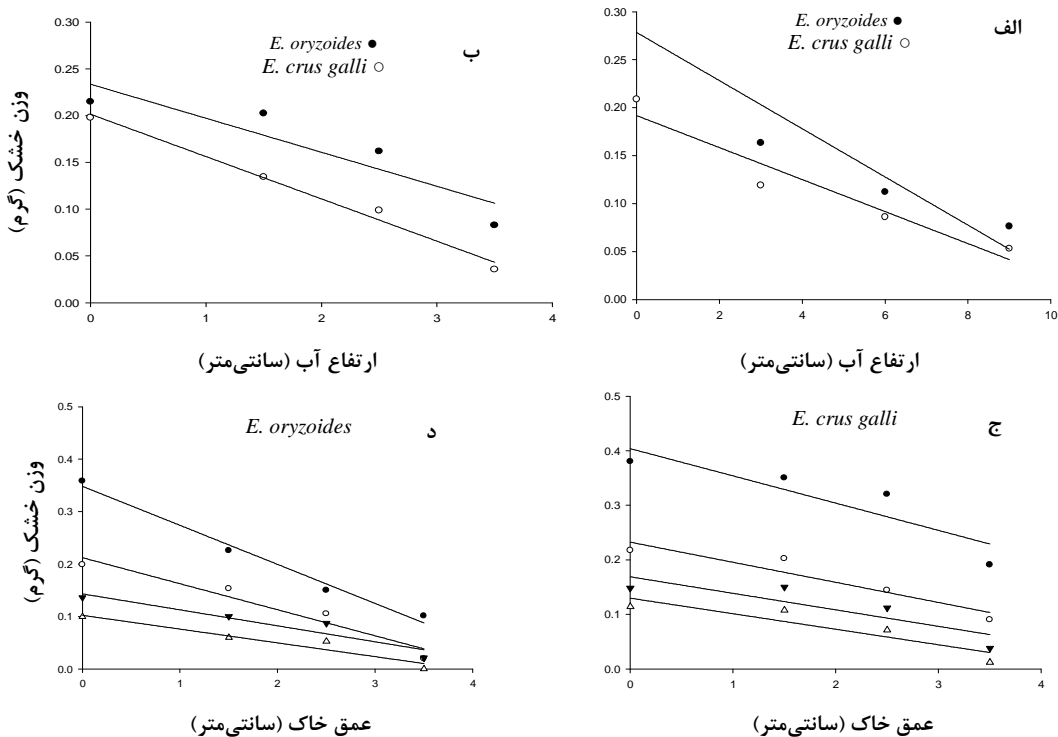 الف
E. oryzoides
E. crus galli
0.30
0.25
0.20
0.15
0.10
0.05
0.00
0 2 4 6 8 10
ارتفاع آب (سانتی‌متر)
ب
E. oryzoides
E. crus galli
وزن خشک (گرم)
0.30
0.25
0.20
0.15
0.10
0.05
0.00
0 1 2 3 4
ارتفاع آب (سانتی‌متر)
ج
E. crus galli
0.5
0.4
0.3
0.2
0.1
0.0
0 1 2 3 4
عمق خاک (سانتی‌متر)
د
E. oryzoides
وزن خشک (گرم)
0.5
0.4
0.3
0.2
0.1
0.0
0 1 2 3 4
عمق خاک (سانتی‌متر)